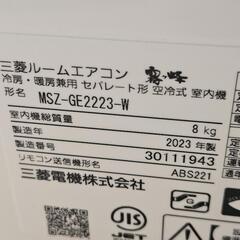 三菱ルームエアコン 霧ヶ峰
冷房・暖房兼用 セパレート形 空冷式 室内機
形名 MSZ-GE2223-W
室内機総質量 8 kg
製造年 2023 年製
リモコン送信機形名
製造番号 30111943
ABS221
三菱電機株式会社
JIS
JET
G